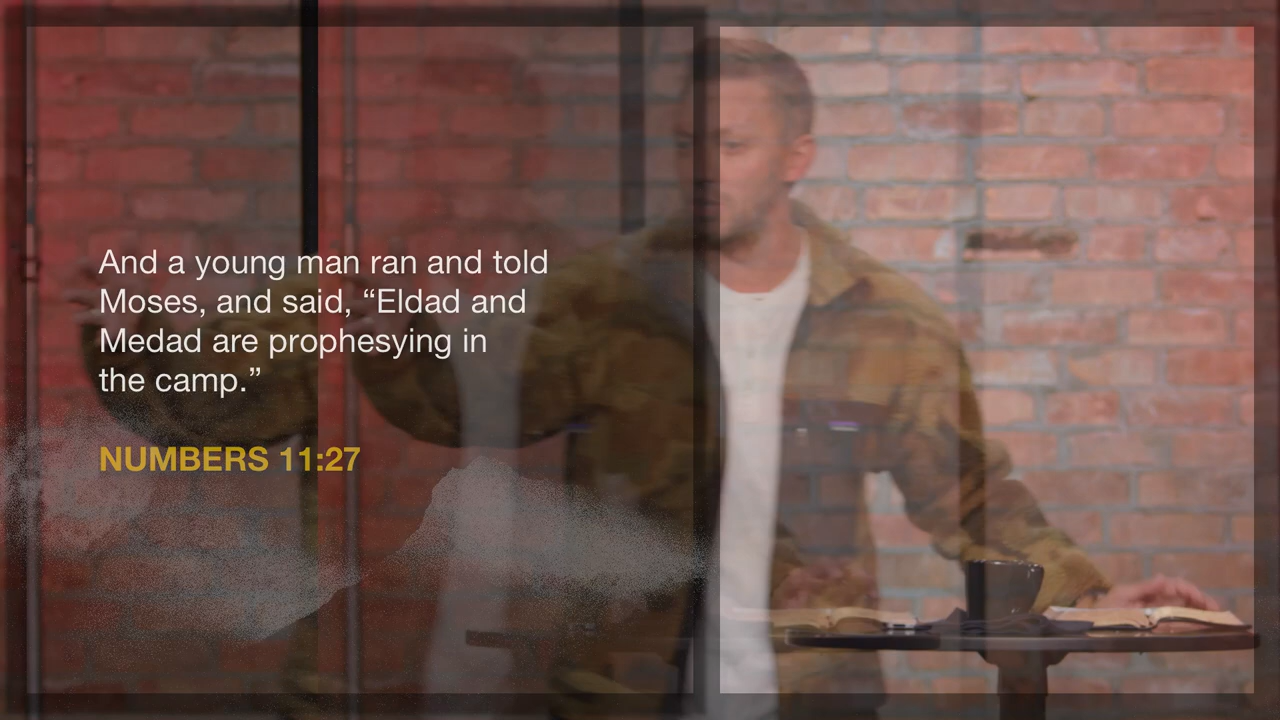 And a young man ran and told
Moses, and said, “Eldad and
Medad are prophesying in
the camp.”
NUMBERS 11:27